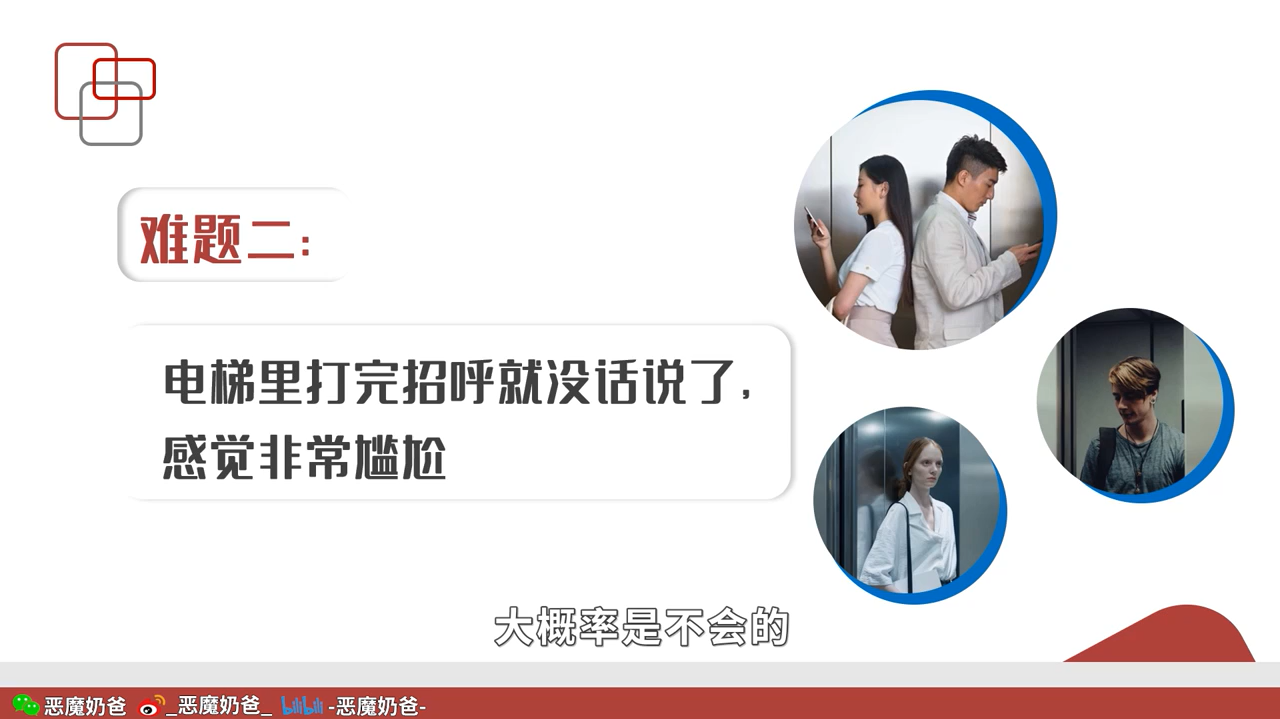 难题二:
电梯里打完招呼就没话说了,
感觉非常尴尬
大概率是不会的
恶魔奶爸 _恶魔奶爸_ bilibili -恶魔奶爸-